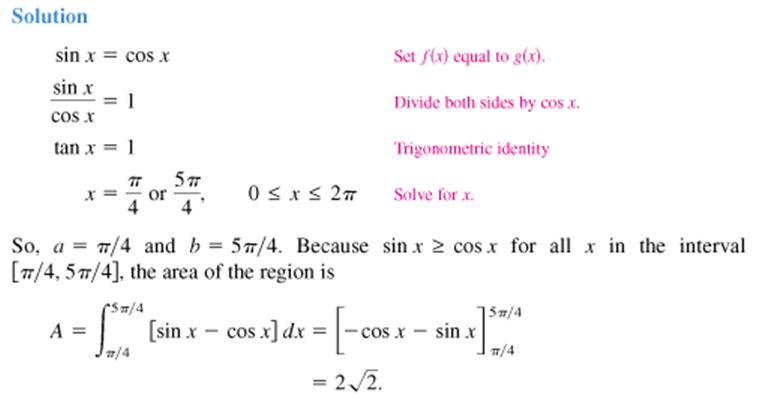 Solution
sin x = cos x    Set f(x) equal to g(x).
sin x / cos x = 1    Divide both sides by cos x.
tan x = 1    Trigonometric identity
x = π/4 or 5π/4,    0 ≤ x ≤ 2π    Solve for x.
So, a = π/4 and b = 5π/4. Because sin x ≥ cos x for all x in the interval
[π/4, 5π/4], the area of the region is
A = ∫_{π/4}^{5π/4} [sin x − cos x] dx = [−cos x − sin x]_{π/4}^{5π/4}
= 2√2.